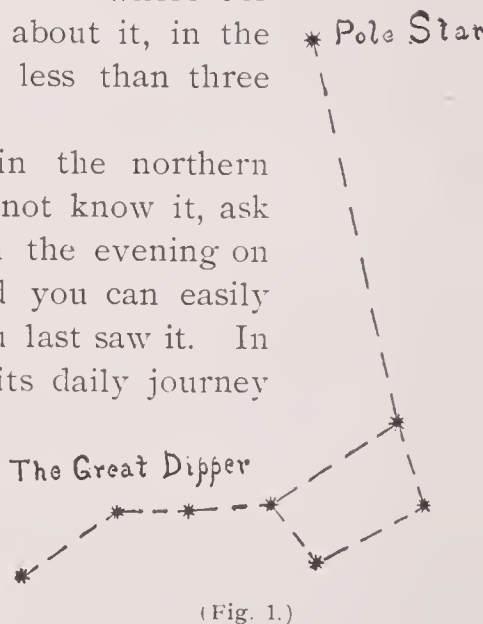 about it, in the
less than three
in the northern
not know it, ask
the evening on
you can easily
last saw it. In
its daily journey
Pole Star
The Great Dipper
(Fig. 1.)